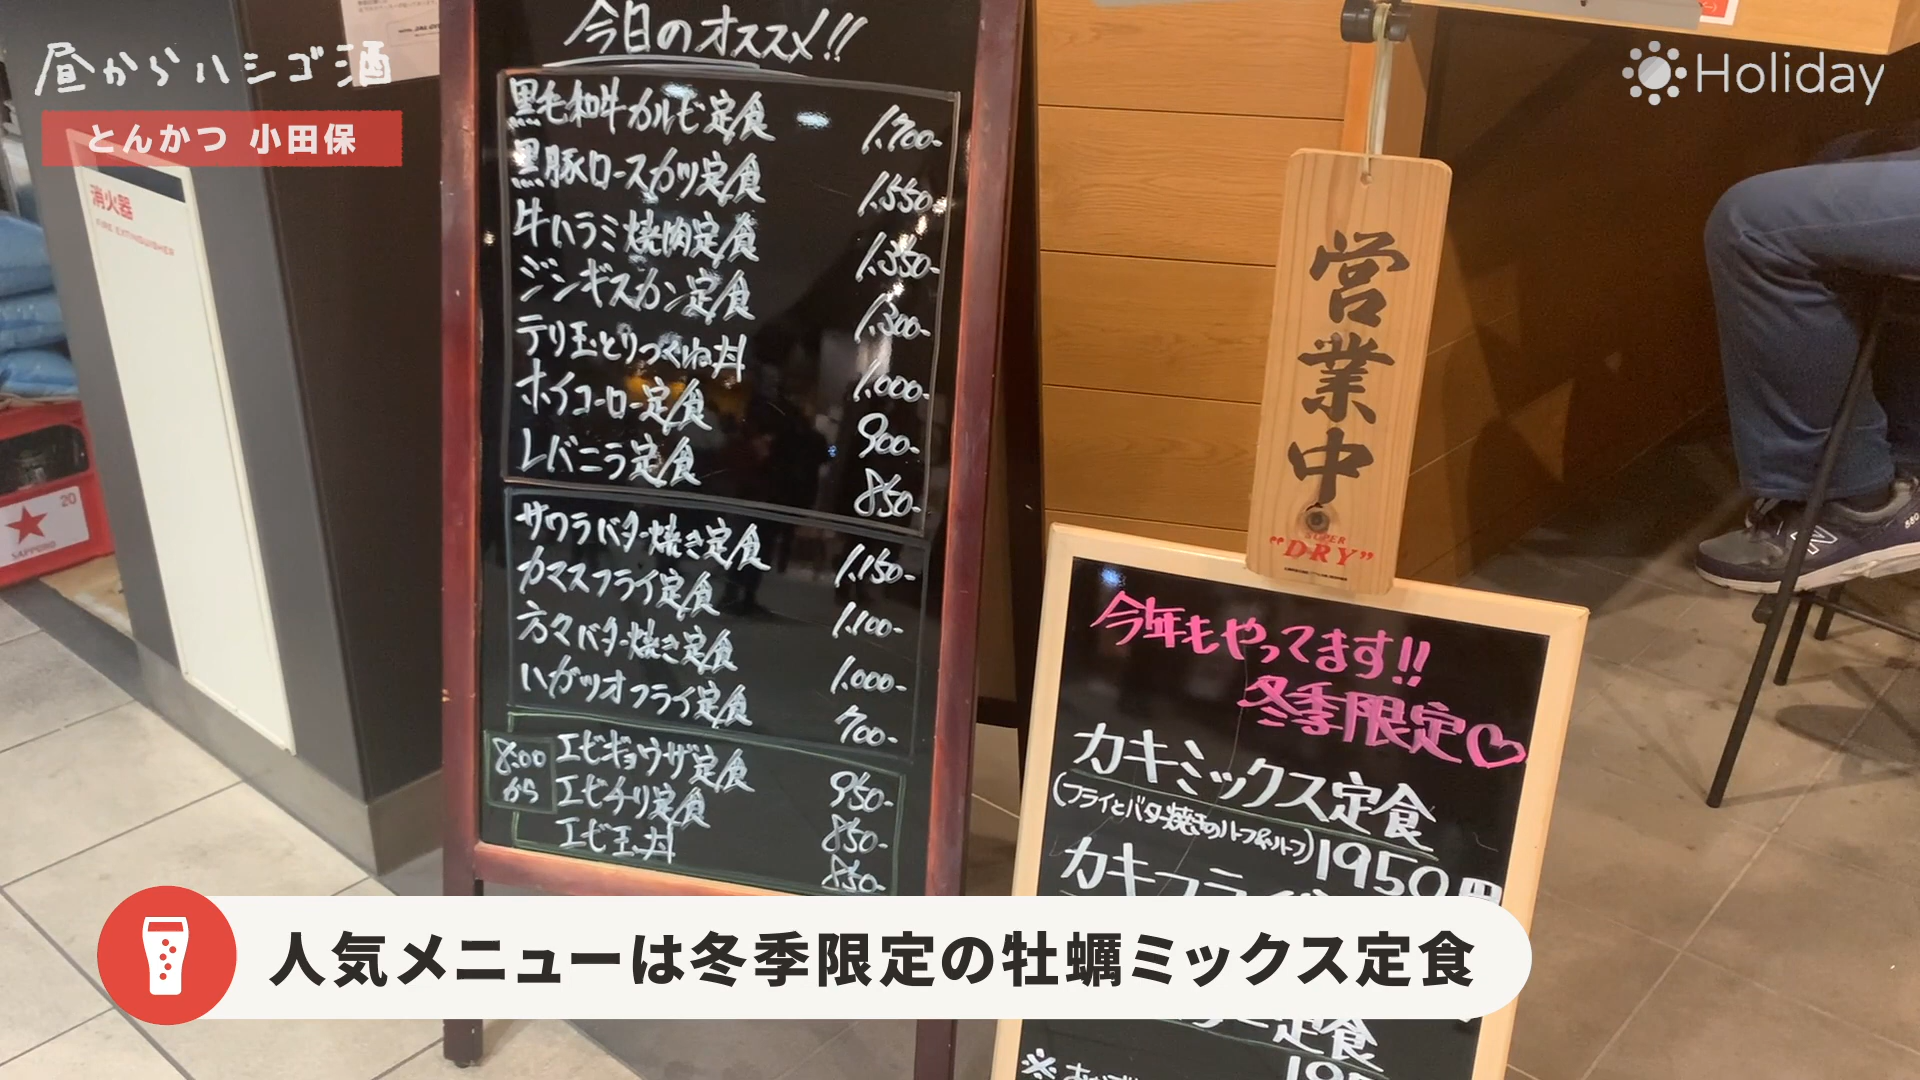 昼からハシゴ酒
とんかつ 小田保
Holiday
消火器
FIRE EXTINGUISHER
20
SAPPORO
今日のオススメ!!
黒毛和牛カルビ定食 1,700-
黒豚ロースカツ定食 1,550-
牛ハラミ焼肉定食 1,350-
ジンギスカン定食 1,300-
テリ玉とりつくね丼 1,000-
ホイコーロー定食 900-
レバニラ定食 850-
サワラバター焼き定食 1,150-
カマスフライ定食 1,100-
方々バター焼き定食 1,000-
ハガツオフライ定食 700-
8:00から
エビギョウザ定食 950-
エビチリ定食 850-
エビ玉丼 850-
営業中
SUPER
"DRY"
今年もやってます!!
冬季限定♡
カキミックス定食
(フライとバター焼きのハーフ&ハーフ) 1950円
カキフライ
定食
※
人気メニューは冬季限定の牡蠣ミックス定食